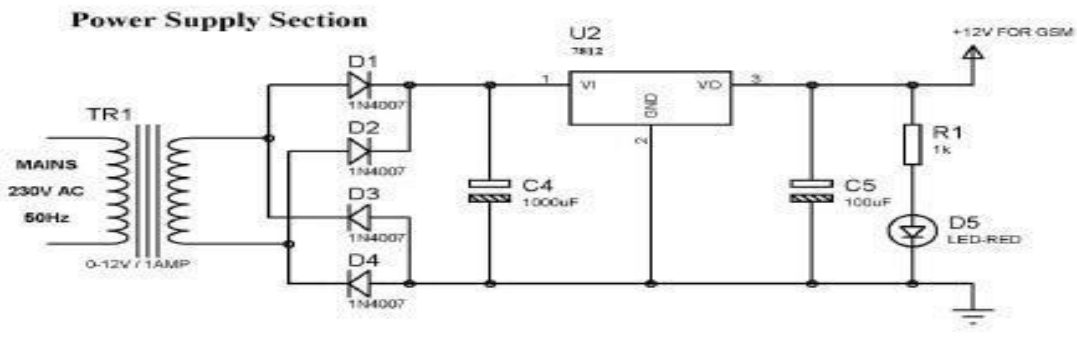 Power Supply Section
U2
7812
+12V FOR GSM
D1
1 VI VO 3
1N4007
GND
TR1
D2
2
R1
1k
MAINS
230V AC
50Hz
1N4007
D3
C4
1000uF
C5
100uF
1N4007
D5
LED-RED
D4
0-12V / 1AMP
1N4007